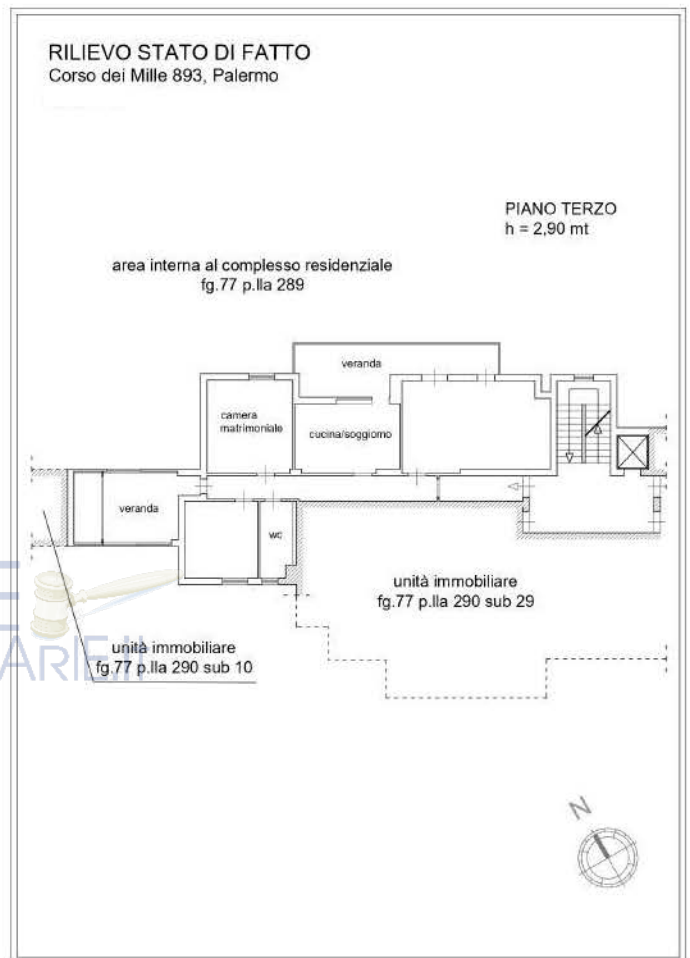 RILIEVO STATO DI FATTO
Corso dei Mille 893, Palermo
PIANO TERZO
h = 2,90 mt
area interna al complesso residenziale
fg.77 p.lla 289
veranda
camera
matrimoniale
cucina/soggiorno
veranda
wc
unità immobiliare
fg.77 p.lla 290 sub 29
unità immobiliare
fg.77 p.lla 290 sub 10
E
ARIE.it
N